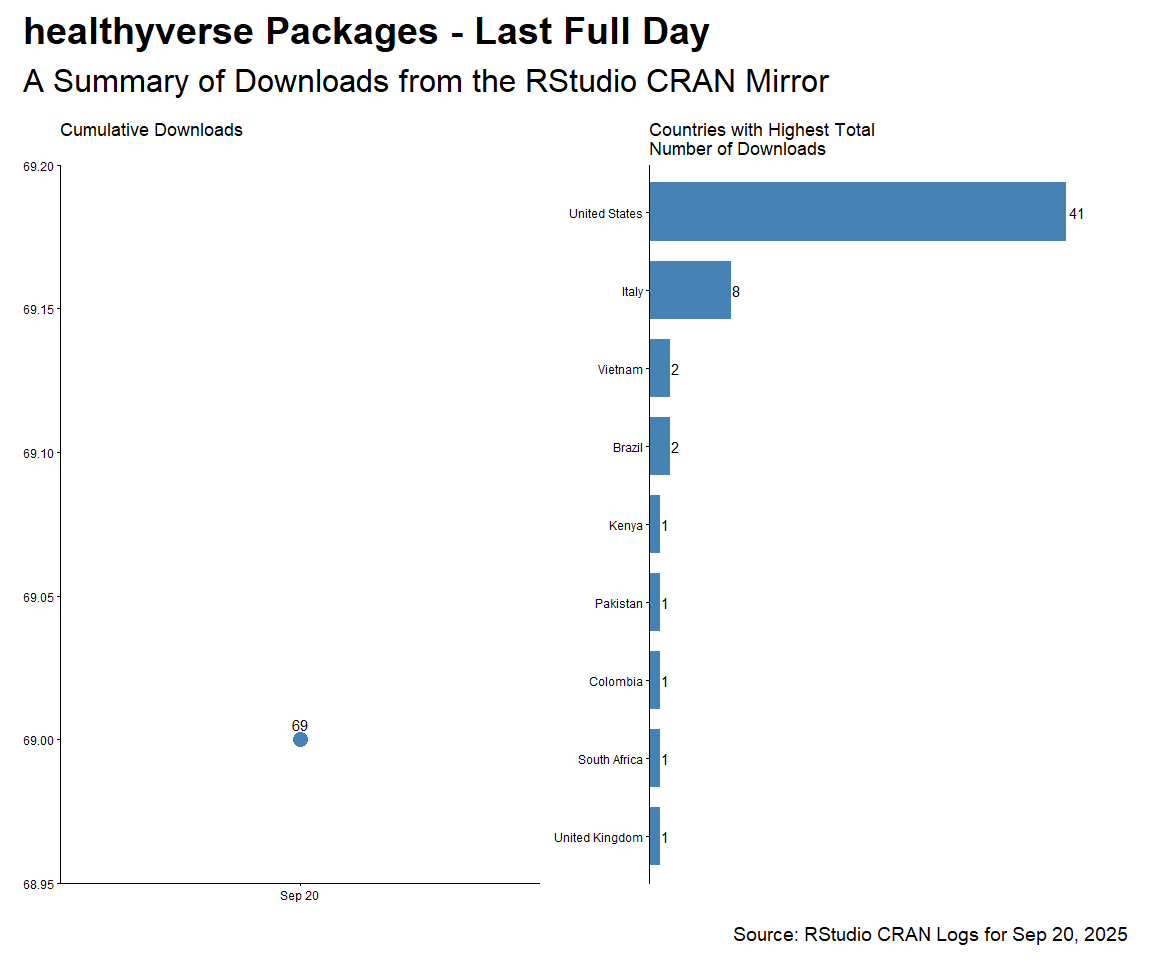 healthyverse Packages - Last Full Day
A Summary of Downloads from the RStudio CRAN Mirror
Cumulative Downloads
69.20
69.15
69.10
69.05
69.00
68.95
69
Sep 20
Countries with Highest Total
Number of Downloads
United States 41
Italy 8
Vietnam 2
Brazil 2
Kenya 1
Pakistan 1
Colombia 1
South Africa 1
United Kingdom 1
Source: RStudio CRAN Logs for Sep 20, 2025